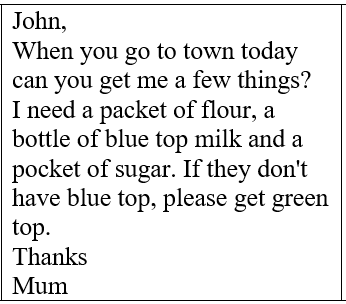 John,
When you go to town today
can you get me a few things?
I need a packet of flour, a
bottle of blue top milk and a
pocket of sugar. If they don't
have blue top, please get green
top.
Thanks
Mum